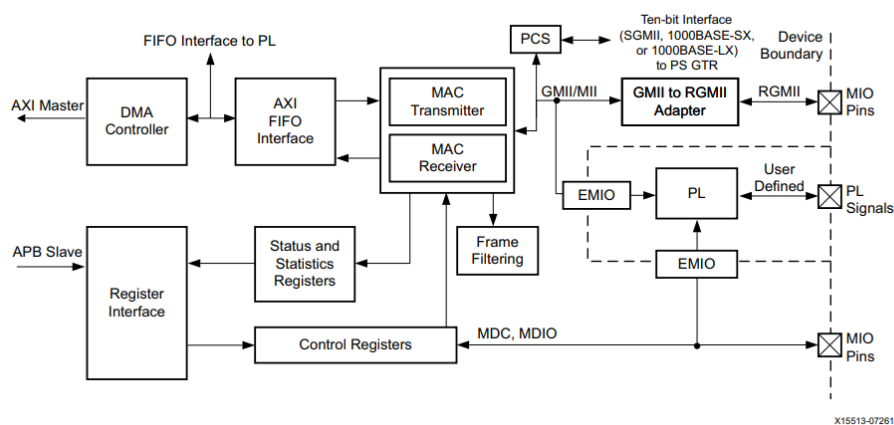 FIFO Interface to PL
PCS
Ten-bit Interface
(SGMII, 1000BASE-SX,
or 1000BASE-LX)
to PS GTR
Device
Boundary
AXI Master
DMA
Controller
AXI
FIFO
Interface
MAC
Transmitter
MAC
Receiver
GMII/MII
GMII to RGMII
Adapter
RGMII
MIO
Pins
EMIO
PL
User
Defined
PL
Signals
APB Slave
Register
Interface
Status and
Statistics
Registers
Frame
Filtering
EMIO
Control Registers
MDC, MDIO
MIO
Pins
X15513-07261